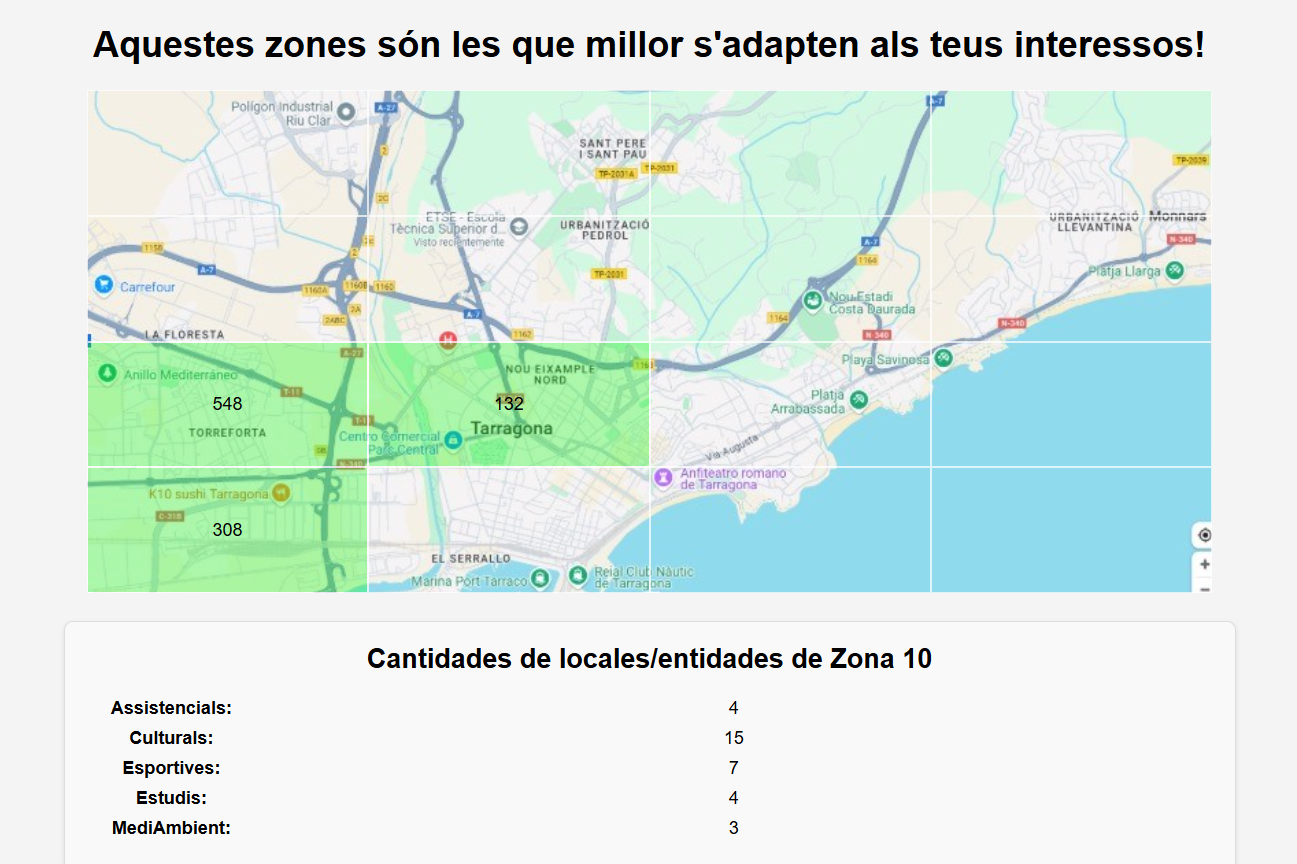 Aquestes zones són les que millor s'adapten als teus interessos!
Polígon Industrial
Riu Clar
A-27
A-7
2
SANT PERE
I SANT PAU
TP-2031A
TP-2031
TP-2039
2C
ETSE - Escola
Tècnica Superior d...
Visto recientemente
URBANITZACIÓ
PEDROL
URBANITZACIÓ
LLEVANTINA
Monnars
N-340
115B
A-7
2
A-7
1164
Platja Llarga
Carrefour
1160A
1160B
1160
TP-2031
2A
2ABC
A-7
Nou Estadi
Costa Daurada
1164
N-340
N-340
LA FLORESTA
1162
A-27
Anillo Mediterráneo
NOU EIXAMPLE
NORD
Platja Savinosa
T-11
548
132
Platja
Arrabassada
TORREFORTA
Centro Comercial
Parc Central
Tarragona
Via Augusta
N-340
K10 sushi Tarragona
Anfiteatro romano
de Tarragona
C-31B
308
EL SERRALLO
Marina Port Tarraco
Reial Club Nàutic
de Tarragona
Cantidades de locales/entidades de Zona 10
Assistencials: 4
Culturals: 15
Esportives: 7
Estudis: 4
MediAmbient: 3